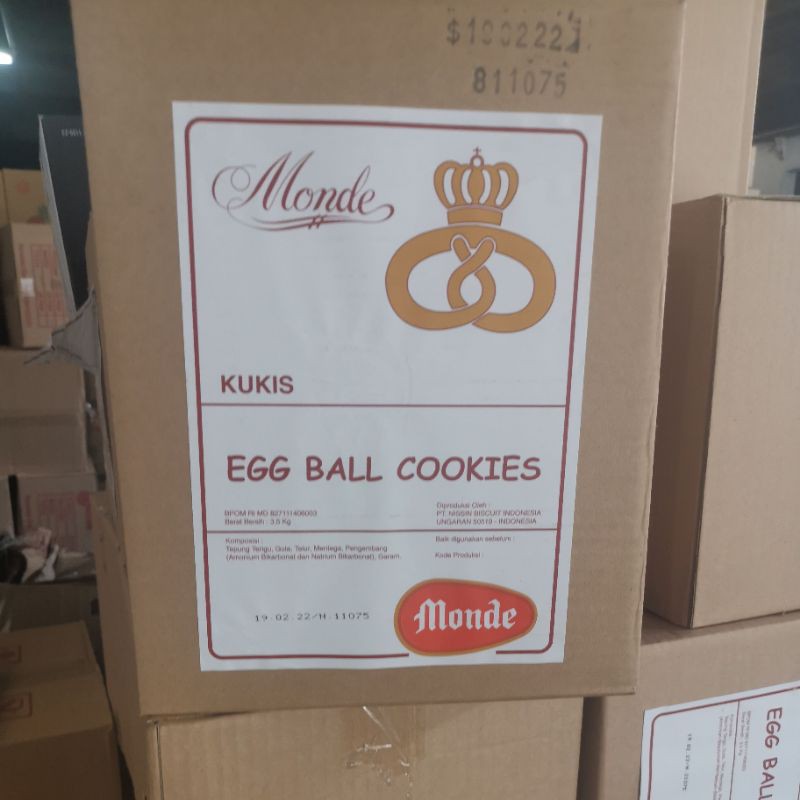 811075
Monde
KUKIS
EGG BALL COOKIES
BPOM RI MD 827111406003
Berat Bersih : 3,5 Kg
Diproduksi Oleh :
PT. NISSIN BISCUIT INDONESIA
UNGARAN 50519 - INDONESIA
Komposisi :
Tepung Terigu, Gula, Telur, Mentega, Pengembang
(Amonium Bikarbonat dan Natrium Bikarbonat), Garam.
Baik digunakan sebelum :
Kode Produksi :
19.02.22/H.11075
Monde
EGG BALL